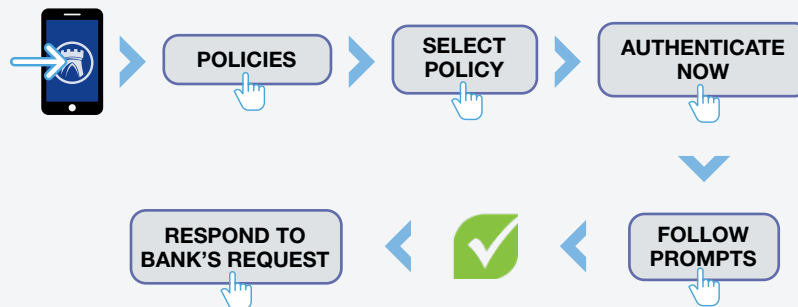 POLICIES
SELECT
POLICY
AUTHENTICATE
NOW
FOLLOW
PROMPTS
RESPOND TO
BANK'S REQUEST